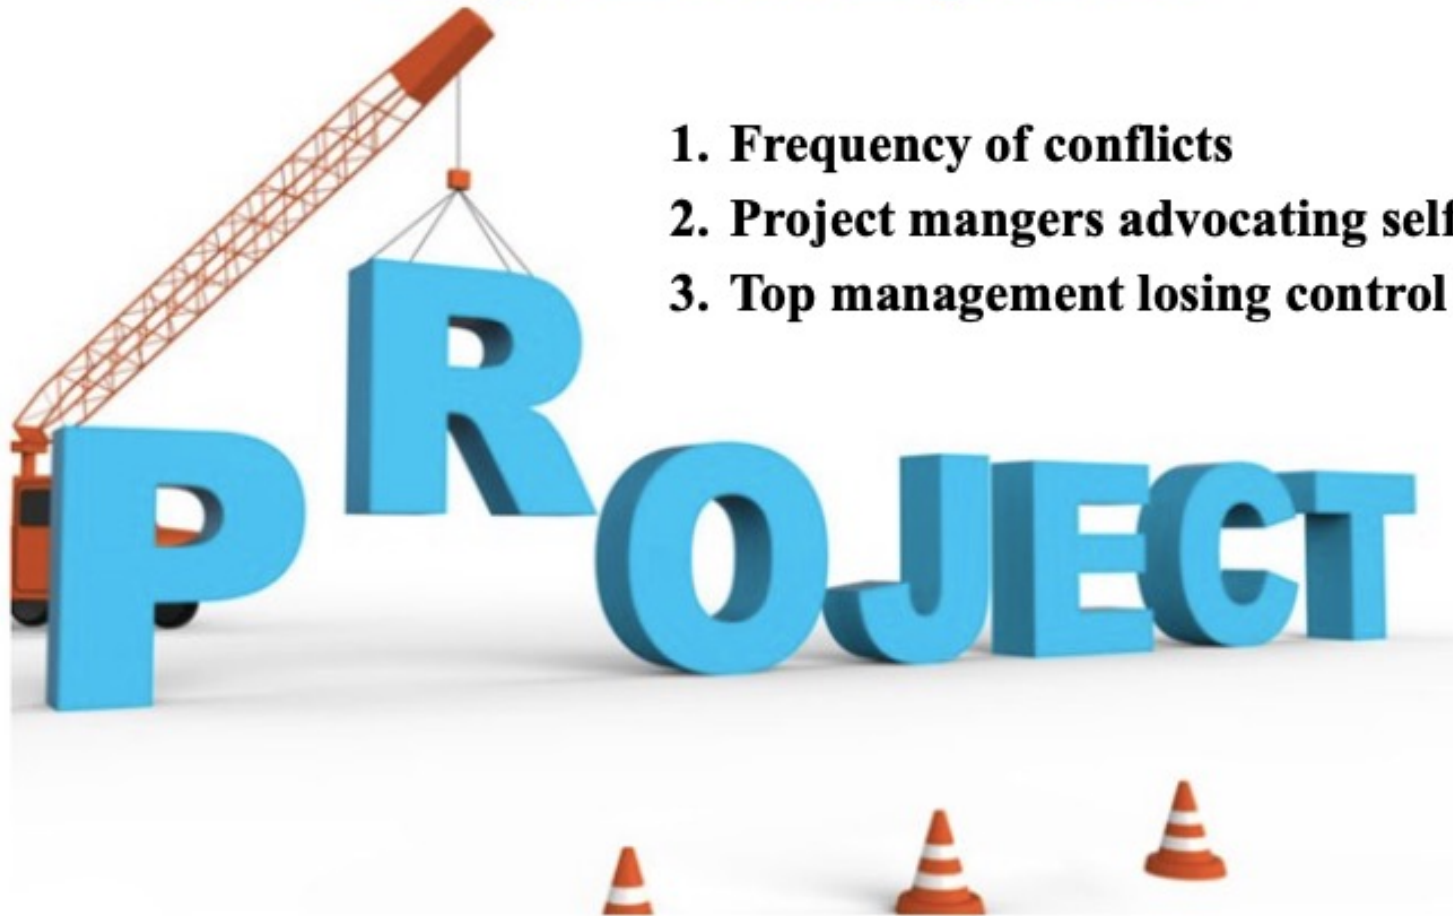 1. Frequency of conflicts
2. Project mangers advocating self
3. Top management losing control
PROJECT